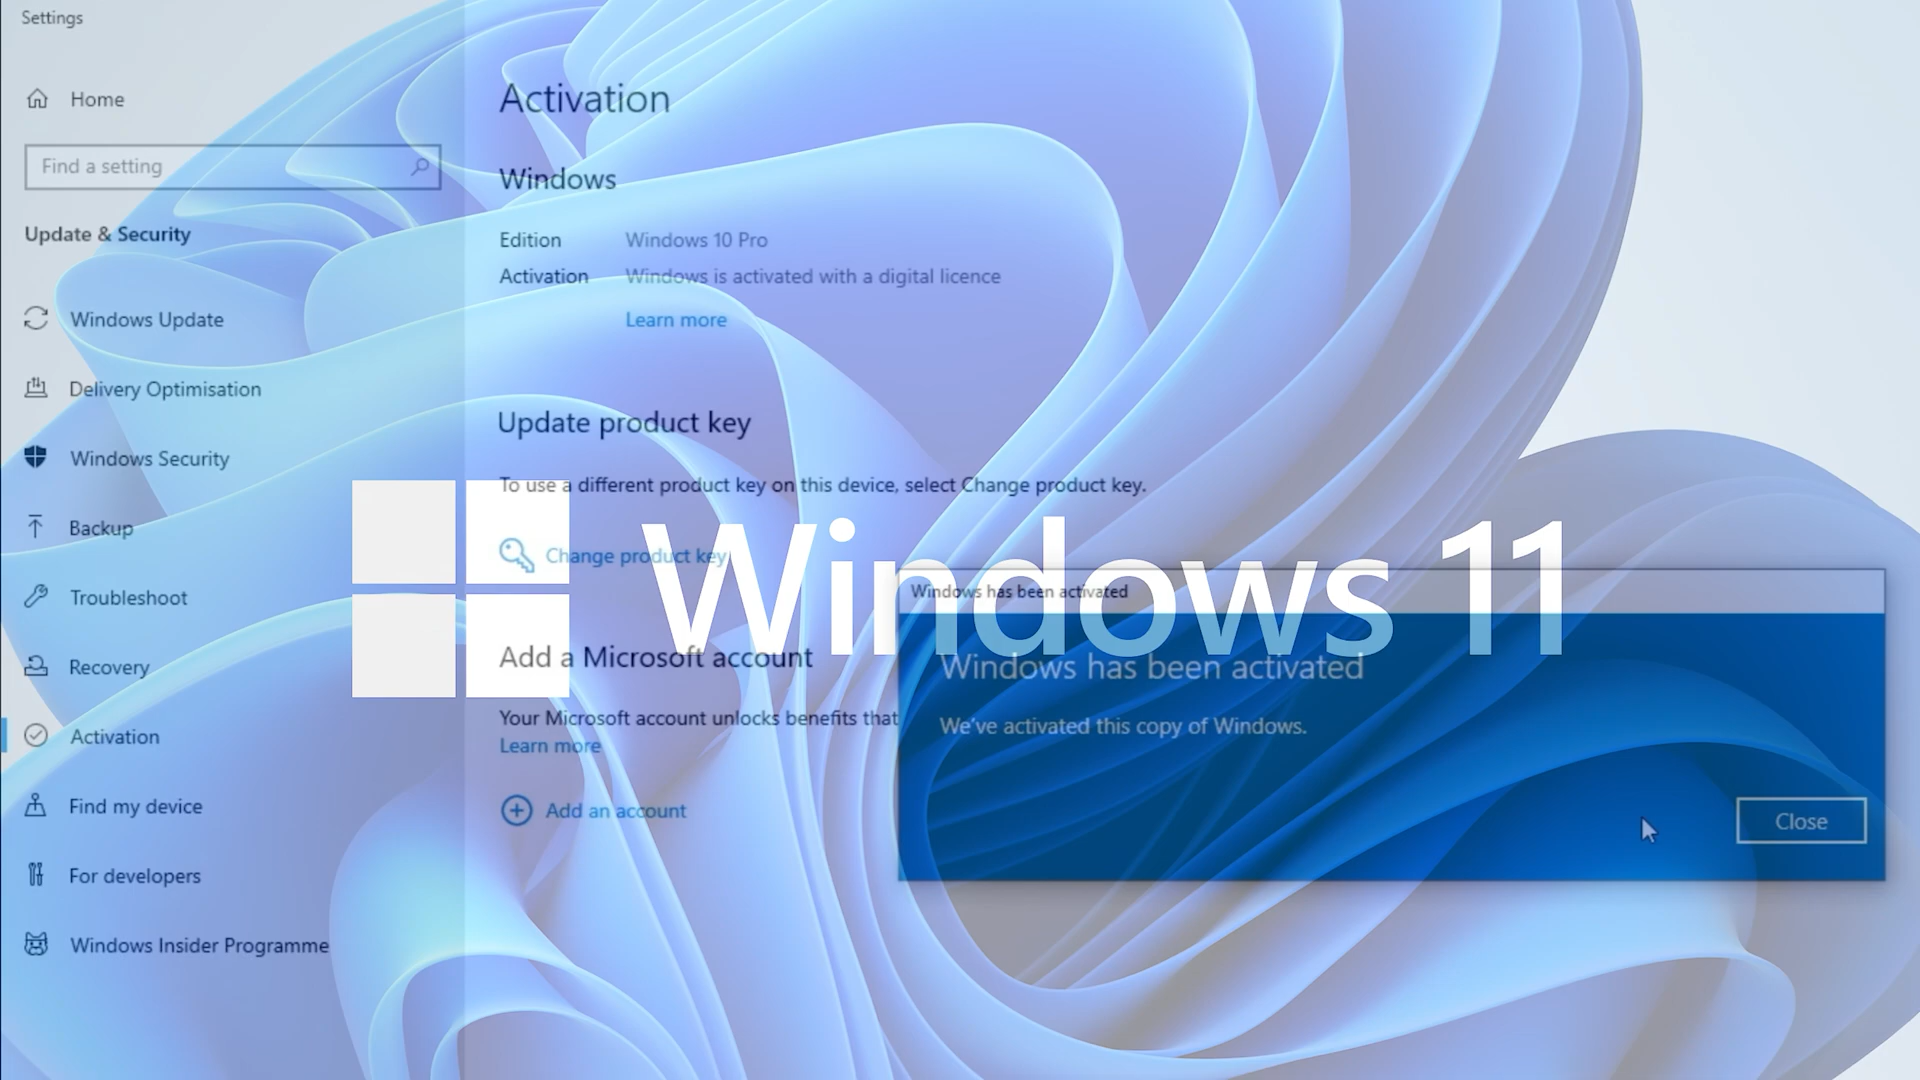 Settings
Home
Find a setting
Update & Security
Windows Update
Delivery Optimisation
Windows Security
Backup
Troubleshoot
Recovery
Activation
Find my device
For developers
Windows Insider Programme
Activation
Windows
Edition Windows 10 Pro
Activation Windows is activated with a digital licence
Learn more
Update product key
To use a different product key on this device, select Change product key.
Change product key
Add a Microsoft account
Your Microsoft account unlocks benefits that
Learn more
Add an account
Windows 11
Windows has been activated
Windows has been activated
We've activated this copy of Windows.
Close